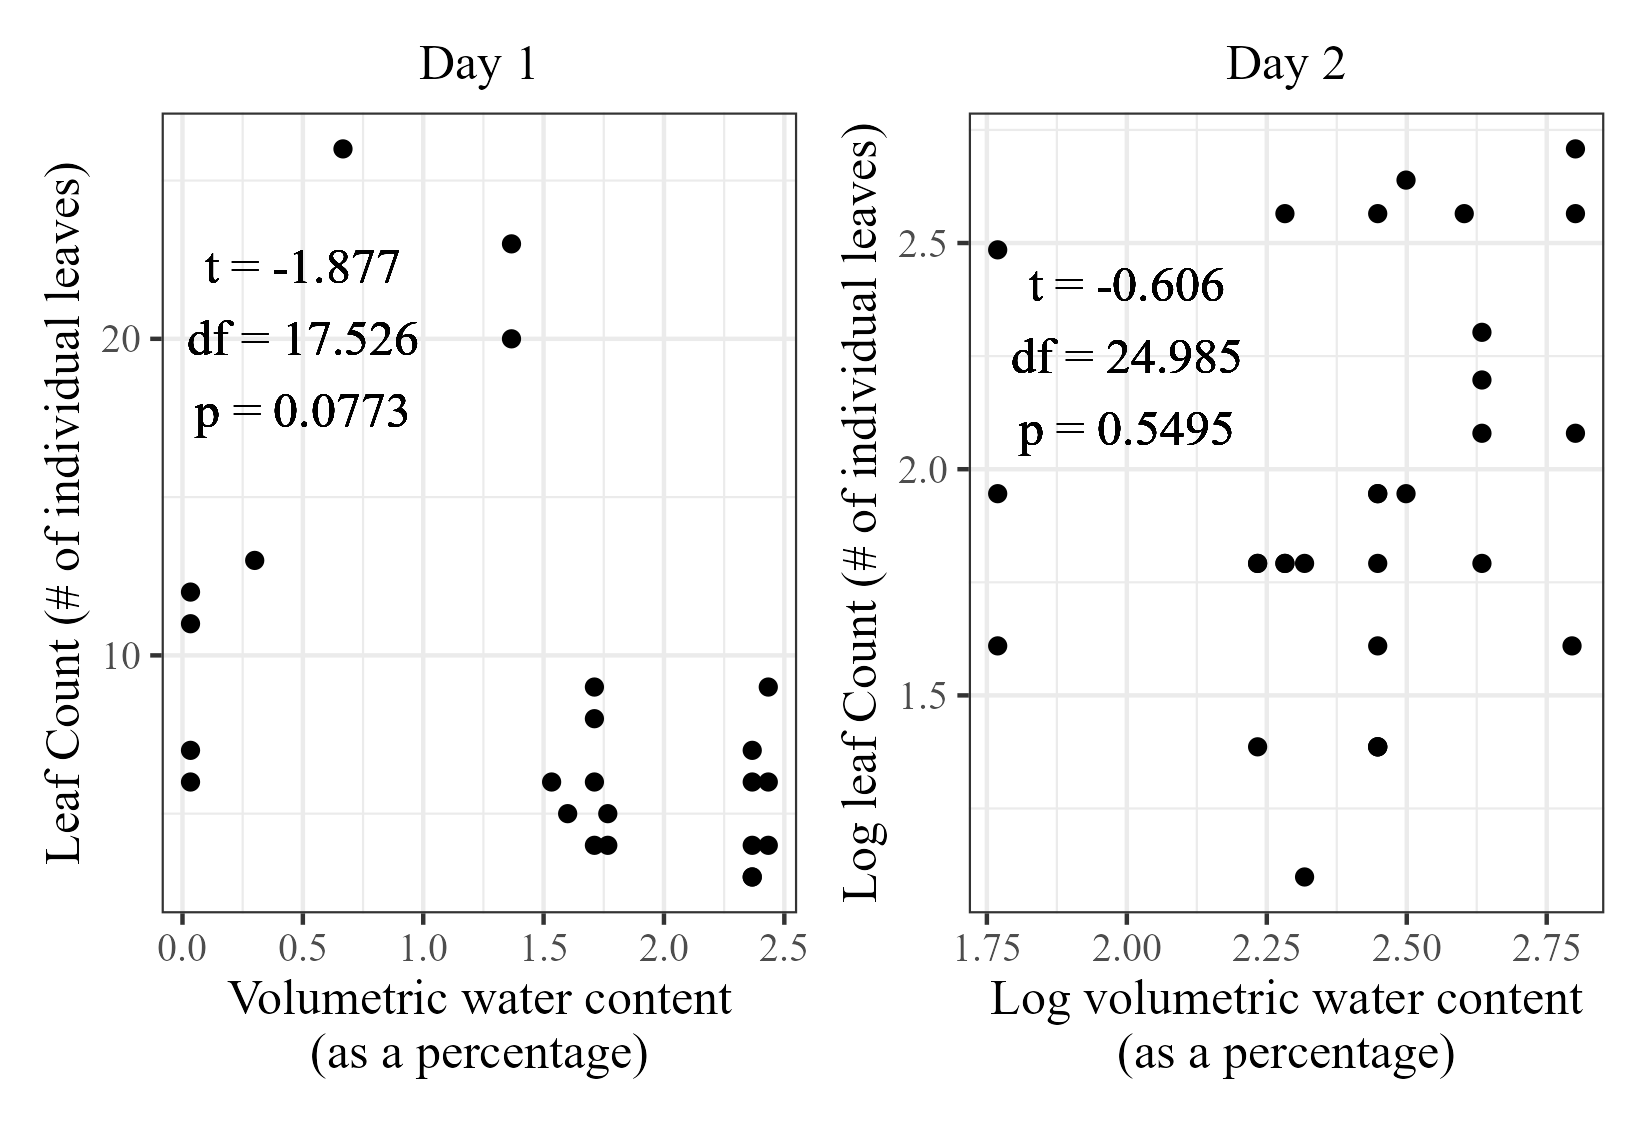 Day 1
Leaf Count (# of individual leaves)
20
10
t = -1.877
df = 17.526
p = 0.0773
0.0 0.5 1.0 1.5 2.0 2.5
Volumetric water content
(as a percentage)
Day 2
Log leaf Count (# of individual leaves)
2.5
2.0
1.5
t = -0.606
df = 24.985
p = 0.5495
1.75 2.00 2.25 2.50 2.75
Log volumetric water content
(as a percentage)